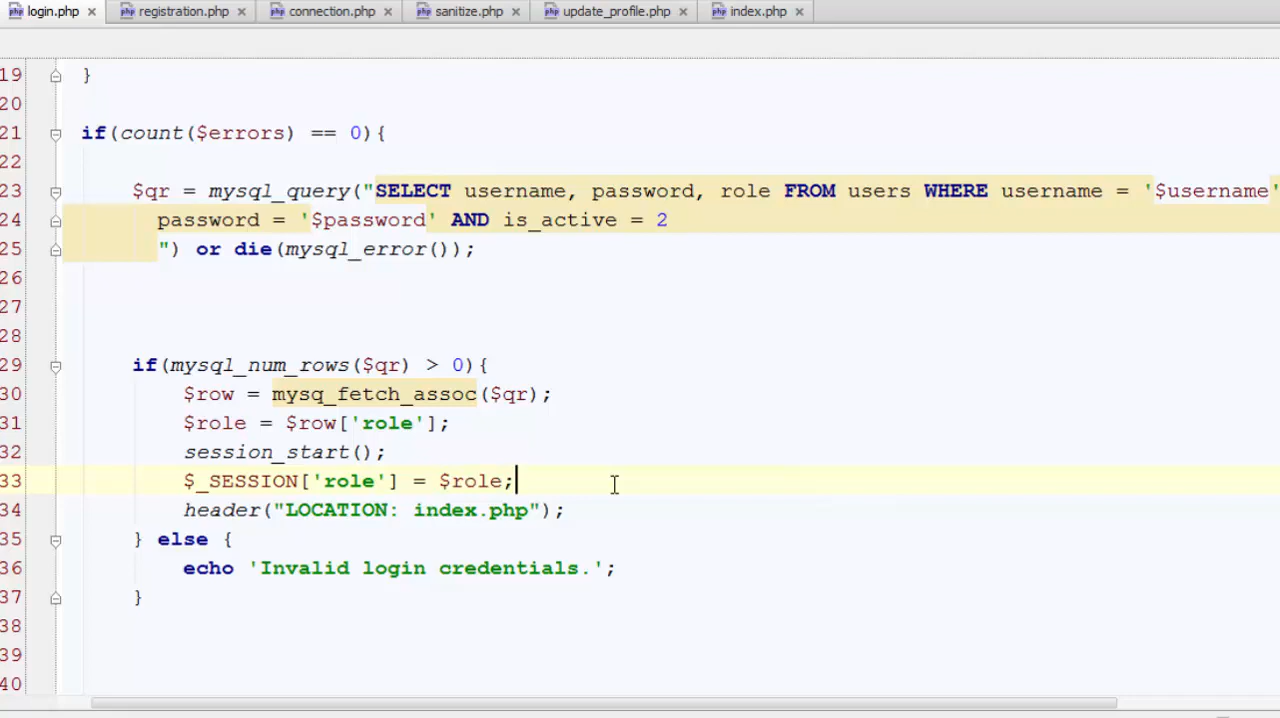 login.php registration.php connection.php sanitize.php update_profile.php index.php
19 }
20
21 if(count($errors) == 0){
22
23 $qr = mysql_query("SELECT username, password, role FROM users WHERE username = '$username'
24 password = '$password' AND is_active = 2
25 ") or die(mysql_error());
26
27
28
29 if(mysql_num_rows($qr) > 0){
30 $row = mysq_fetch_assoc($qr);
31 $role = $row['role'];
32 session_start();
33 $_SESSION['role'] = $role;
34 header("LOCATION: index.php");
35 } else {
36 echo 'Invalid login credentials.';
37 }
38
39
40